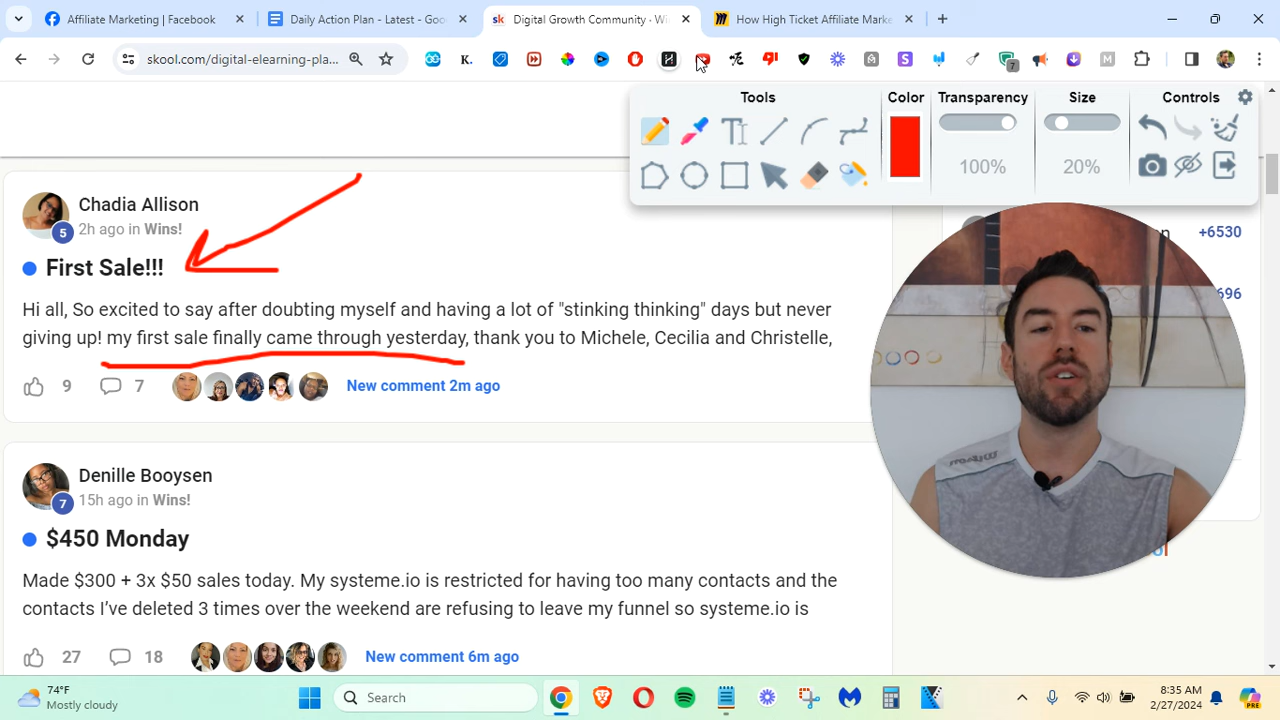 Affiliate Marketing | Facebook
Daily Action Plan - Latest - Goo
sk Digital Growth Community - Wi
How High Ticket Affiliate Marke
skool.com/digital-elearning-pla...
K.
7
Tools Color Transparency Size Controls
100% 20%
Chadia Allison
5 2h ago in Wins!
First Sale!!!
Hi all, So excited to say after doubting myself and having a lot of "stinking thinking" days but never
giving up! my first sale finally came through yesterday, thank you to Michele, Cecilia and Christelle,
9 7 New comment 2m ago
+6530
696
Denille Booysen
7 15h ago in Wins!
$450 Monday
Made $300 + 3x $50 sales today. My systeme.io is restricted for having too many contacts and the
contacts I've deleted 3 times over the weekend are refusing to leave my funnel so systeme.io is
27 18 New comment 6m ago
74°F
Mostly cloudy
Search
8:35 AM
2/27/2024
PRE